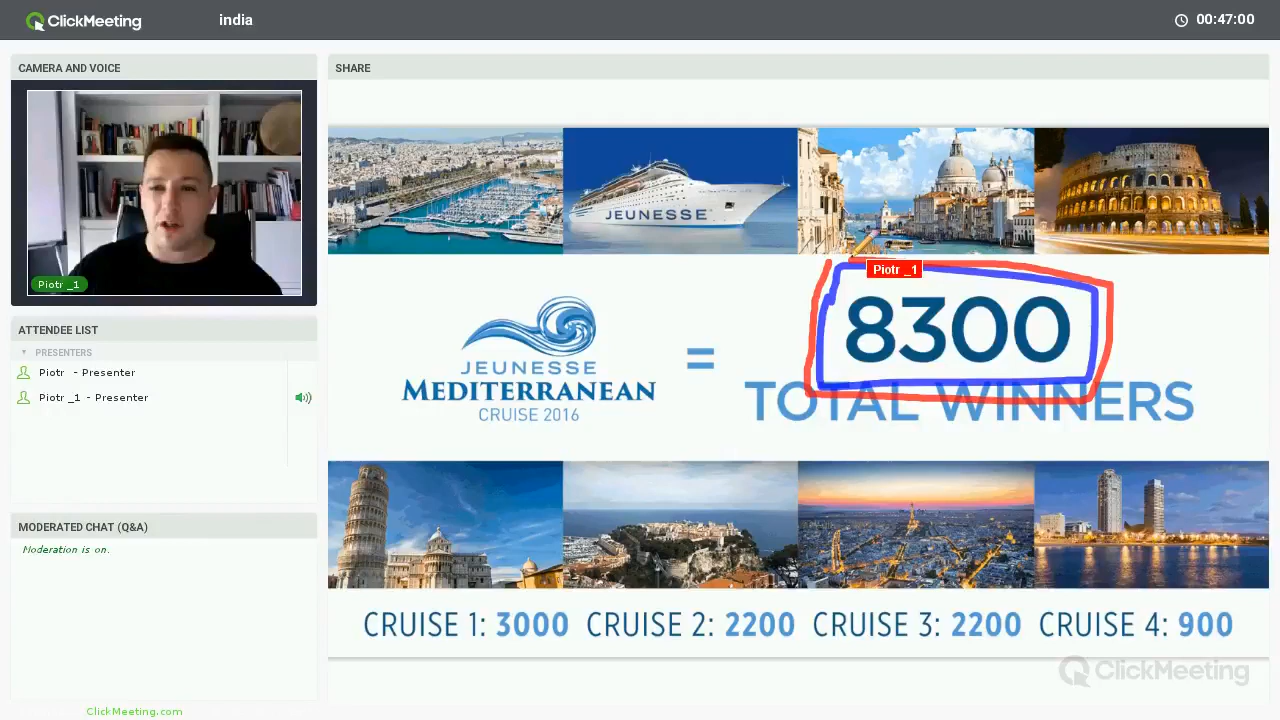 ClickMeeting
india
00:47:00
CAMERA AND VOICE
Piotr _1
ATTENDEE LIST
PRESENTERS
Piotr - Presenter
Piotr _1 - Presenter
MODERATED CHAT (Q&A)
Moderation is on.
ClickMeeting.com
SHARE
JEUNESSE
Piotr _1
JEUNESSE
MEDITERRANEAN
CRUISE 2016
=
8300
TOTAL WINNERS
CRUISE 1: 3000 CRUISE 2: 2200 CRUISE 3: 2200 CRUISE 4: 900
ClickMeeting